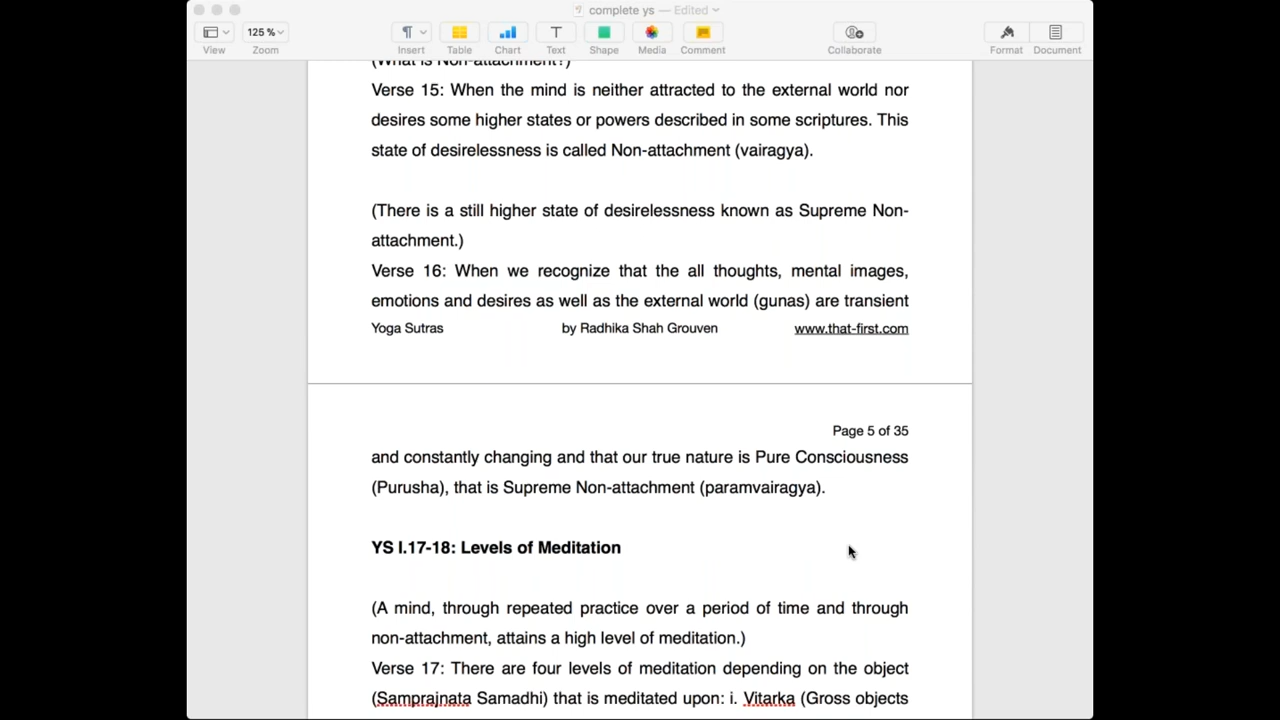 complete ys — Edited
125 %
View
Zoom
Insert
Table
Chart
Text
Shape
Media
Comment
Collaborate
Format
Document
(What is Non-attachment?)
Verse 15: When the mind is neither attracted to the external world nor
desires some higher states or powers described in some scriptures. This
state of desirelessness is called Non-attachment (vairagya).
(There is a still higher state of desirelessness known as Supreme Non-
attachment.)
Verse 16: When we recognize that the all thoughts, mental images,
emotions and desires as well as the external world (gunas) are transient
Yoga Sutras by Radhika Shah Grouven www.that-first.com
Page 5 of 35
and constantly changing and that our true nature is Pure Consciousness
(Purusha), that is Supreme Non-attachment (paramvairagya).
YS I.17-18: Levels of Meditation
(A mind, through repeated practice over a period of time and through
non-attachment, attains a high level of meditation.)
Verse 17: There are four levels of meditation depending on the object
(Samprajnata Samadhi) that is meditated upon: i. Vitarka (Gross objects